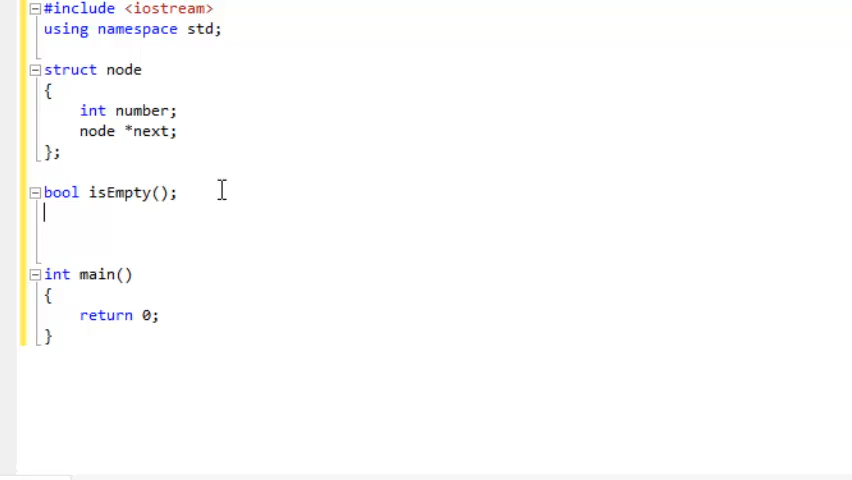 #include <iostream>
using namespace std;
struct node
{
int number;
node *next;
};
bool isEmpty();
int main()
{
return 0;
}